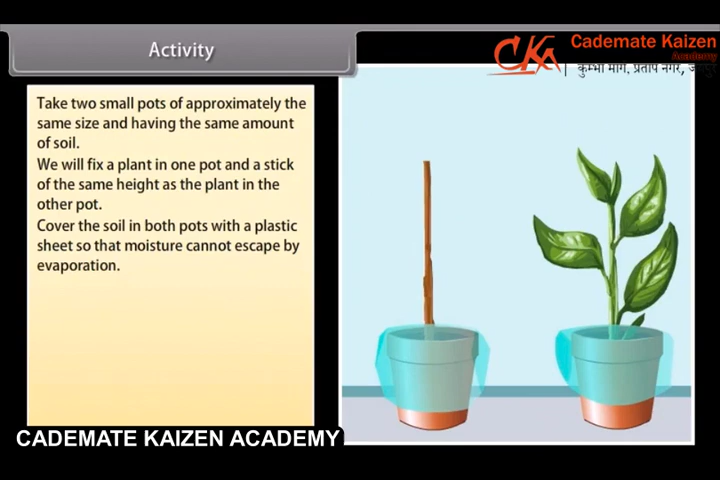 Activity
Cademate Kaizen
Academy
CKA
कुम्भा मार्ग, प्रताप नगर,
Take two small pots of approximately the
same size and having the same amount
of soil.
We will fix a plant in one pot and a stick
of the same height as the plant in the
other pot.
Cover the soil in both pots with a plastic
sheet so that moisture cannot escape by
evaporation.
CADEMATE KAIZEN ACADEMY